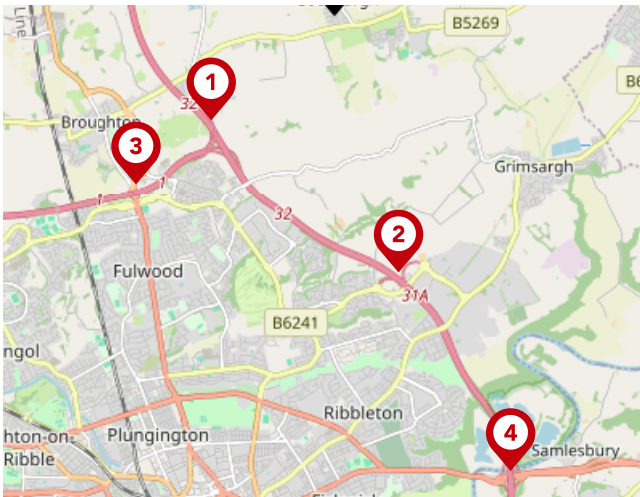 Line
B5269
1
32
Broughton
3
1
1
Grimsargh
32
2
Fulwood
31A
B6241
ngol
Ribbleton
hton-on-
Ribble
Plungington
4
Samlesbury